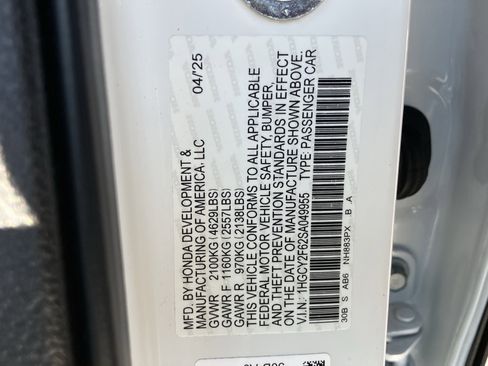 MFD. BY HONDA DEVELOPMENT & 04/25
MANUFACTURING OF AMERICA, LLC
GVWR 2100KG (4629LBS)
GAWR F 1160KG (2557LBS)
GAWR R 970KG (2138LBS)
THIS VEHICLE CONFORMS TO ALL APPLICABLE
FEDERAL MOTOR VEHICLE SAFETY, BUMPER,
AND THEFT PREVENTION STANDARDS IN EFFECT
ON THE DATE OF MANUFACTURE SHOWN ABOVE.
V.I.N.: 1HGCY2F62SA049955 TYPE: PASSENGER CAR
30B S AB6 NH883PX B A